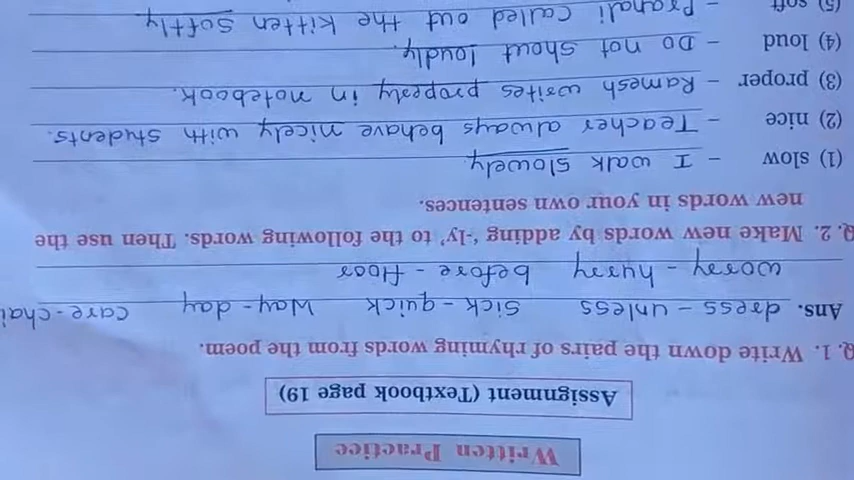 Written Practice
Assignment (Textbook page 19)
Q. 1. Write down the pairs of rhyming words from the poem.
Ans. dress - unless sick - quick way - day care - chai
worry - hurry before - floor
Q. 2. Make new words by adding '-ly' to the following words. Then use the
new words in your own sentences.
(1) slow - I walk slowely.
(2) nice - Teacher always behave nicely with students.
(3) proper - Ramesh writes properly in notebook.
(4) loud - Do not shout loudly.
(5) soft - Pranali called out the kitten softly